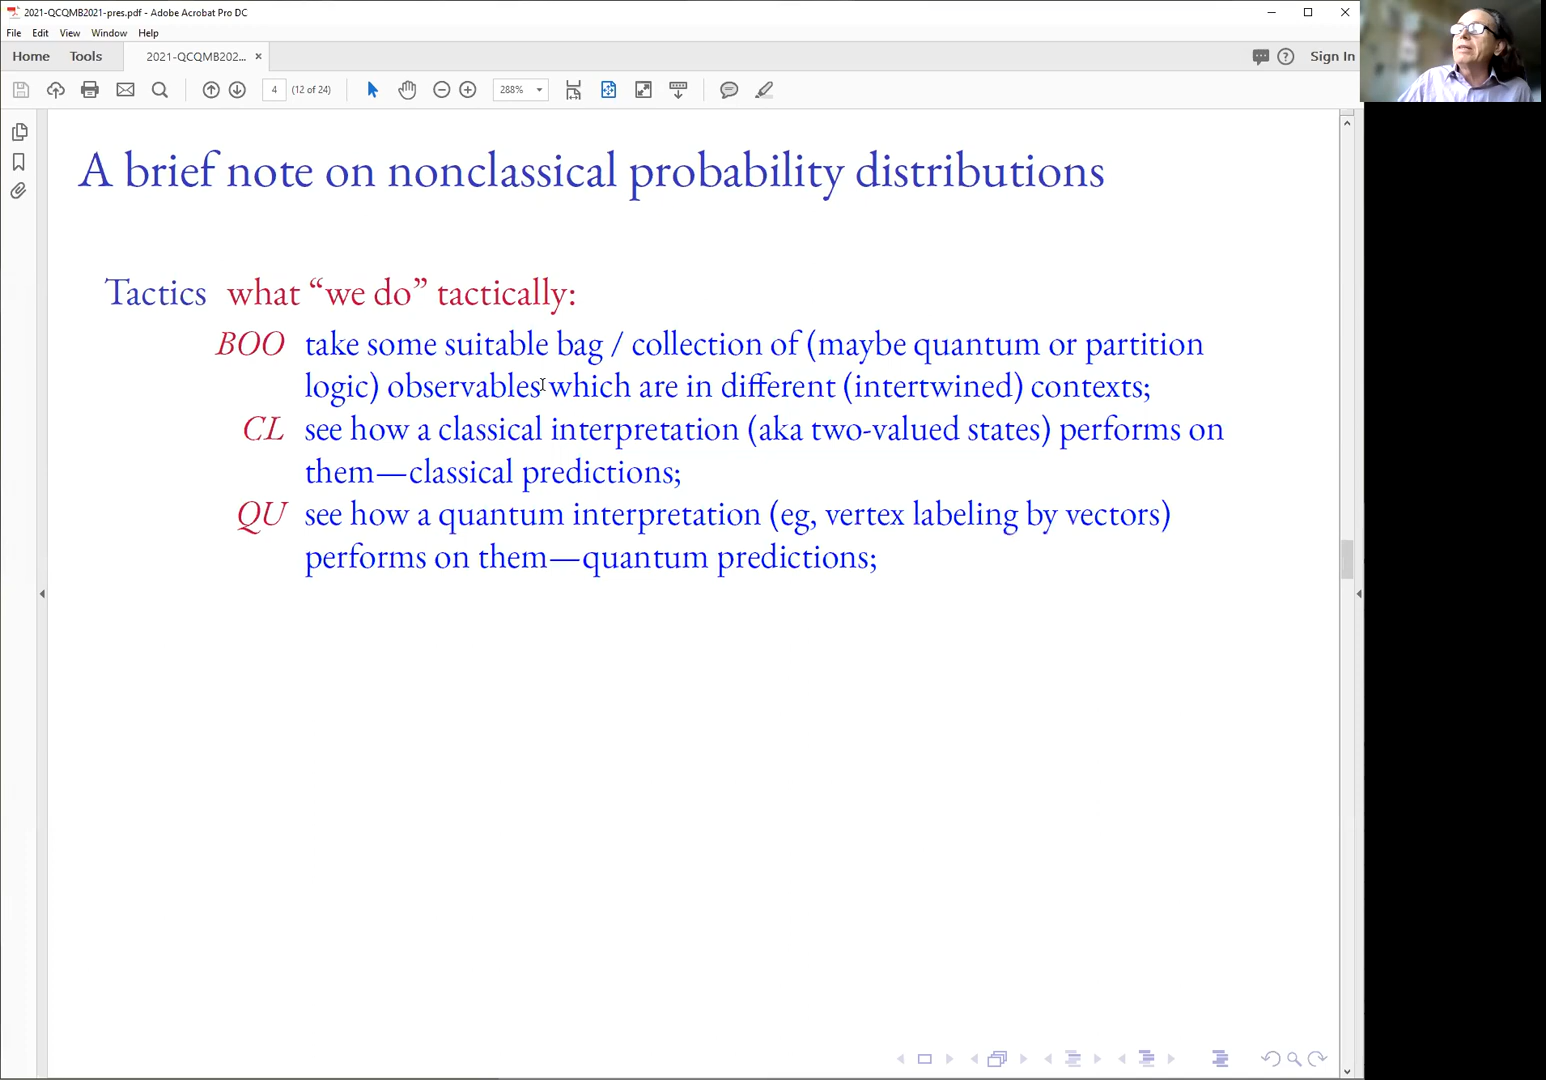 2021-QCQMB2021-pres.pdf - Adobe Acrobat Pro DC
File Edit View Window Help
Home Tools 2021-QCQMB202... × Sign In
4 (12 of 24) 288%
A brief note on nonclassical probability distributions
Tactics what “we do” tactically:
BOO take some suitable bag / collection of (maybe quantum or partition
logic) observables which are in different (intertwined) contexts;
CL see how a classical interpretation (aka two-valued states) performs on
them—classical predictions;
QU see how a quantum interpretation (eg, vertex labeling by vectors)
performs on them—quantum predictions;